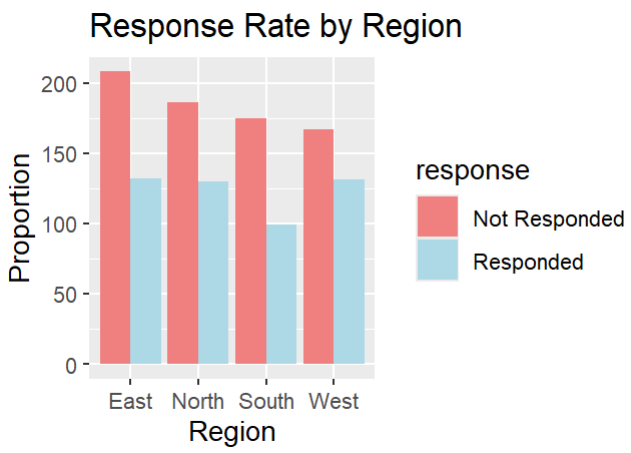 Response Rate by Region
Proportion
200
150
100
50
0
East North South West
Region
response
Not Responded
Responded